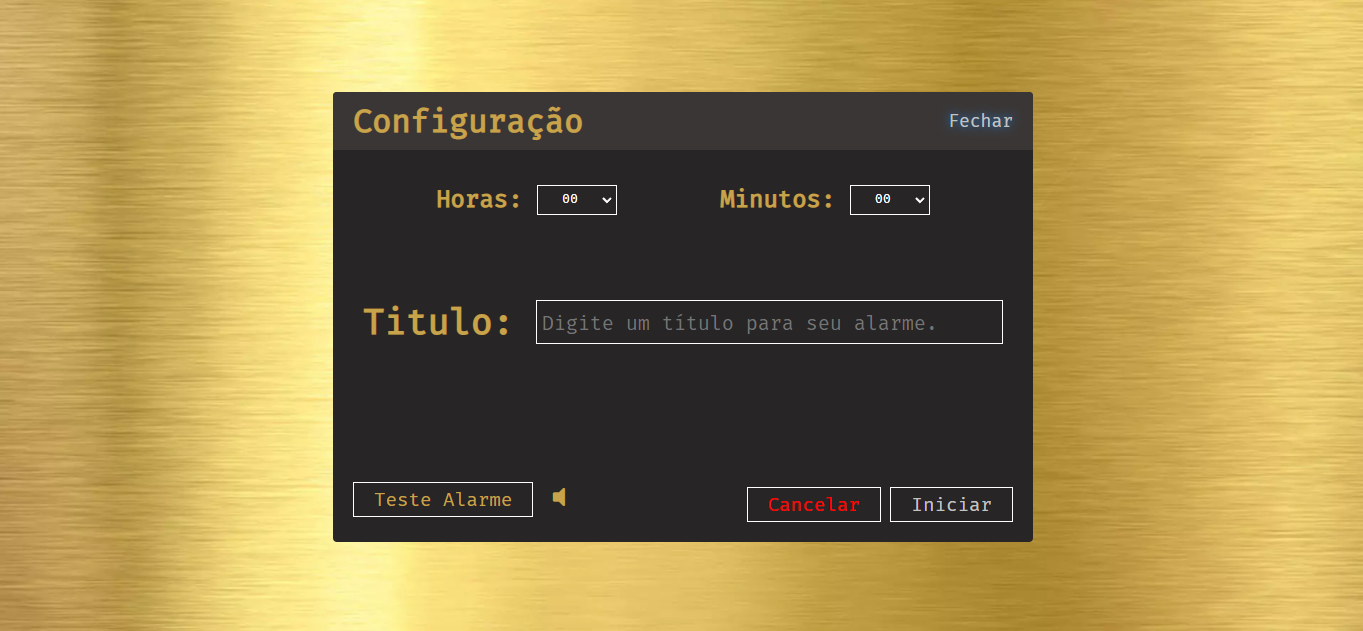 Configuração Fechar
Horas: 00 Minutos: 00
Titulo: Digite um título para seu alarme.
Teste Alarme Cancelar Iniciar